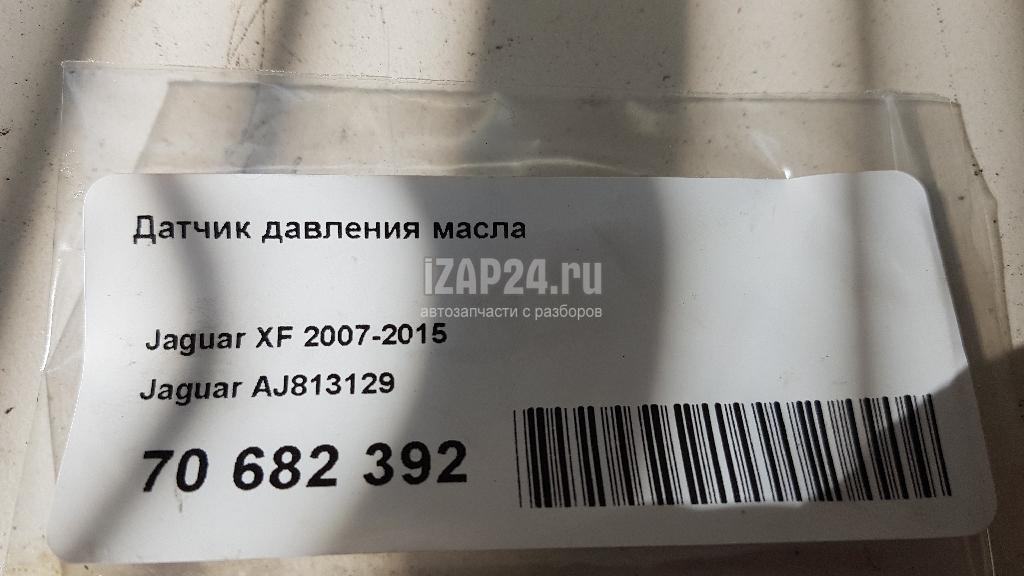 Датчик давления масла
iZAP24.ru
автозапчасти с разборов
Jaguar XF 2007-2015
Jaguar AJ813129
70 682 392